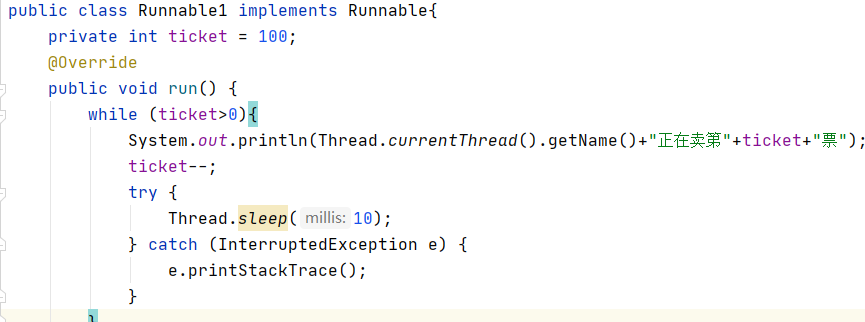 public class Runnable1 implements Runnable{
    private int ticket = 100;
    @Override
    public void run() {
        while (ticket>0){
            System.out.println(Thread.currentThread().getName()+"正在卖第"+ticket+"票");
            ticket--;
            try {
                Thread.sleep( millis: 10);
            } catch (InterruptedException e) {
                e.printStackTrace();
            }
        }